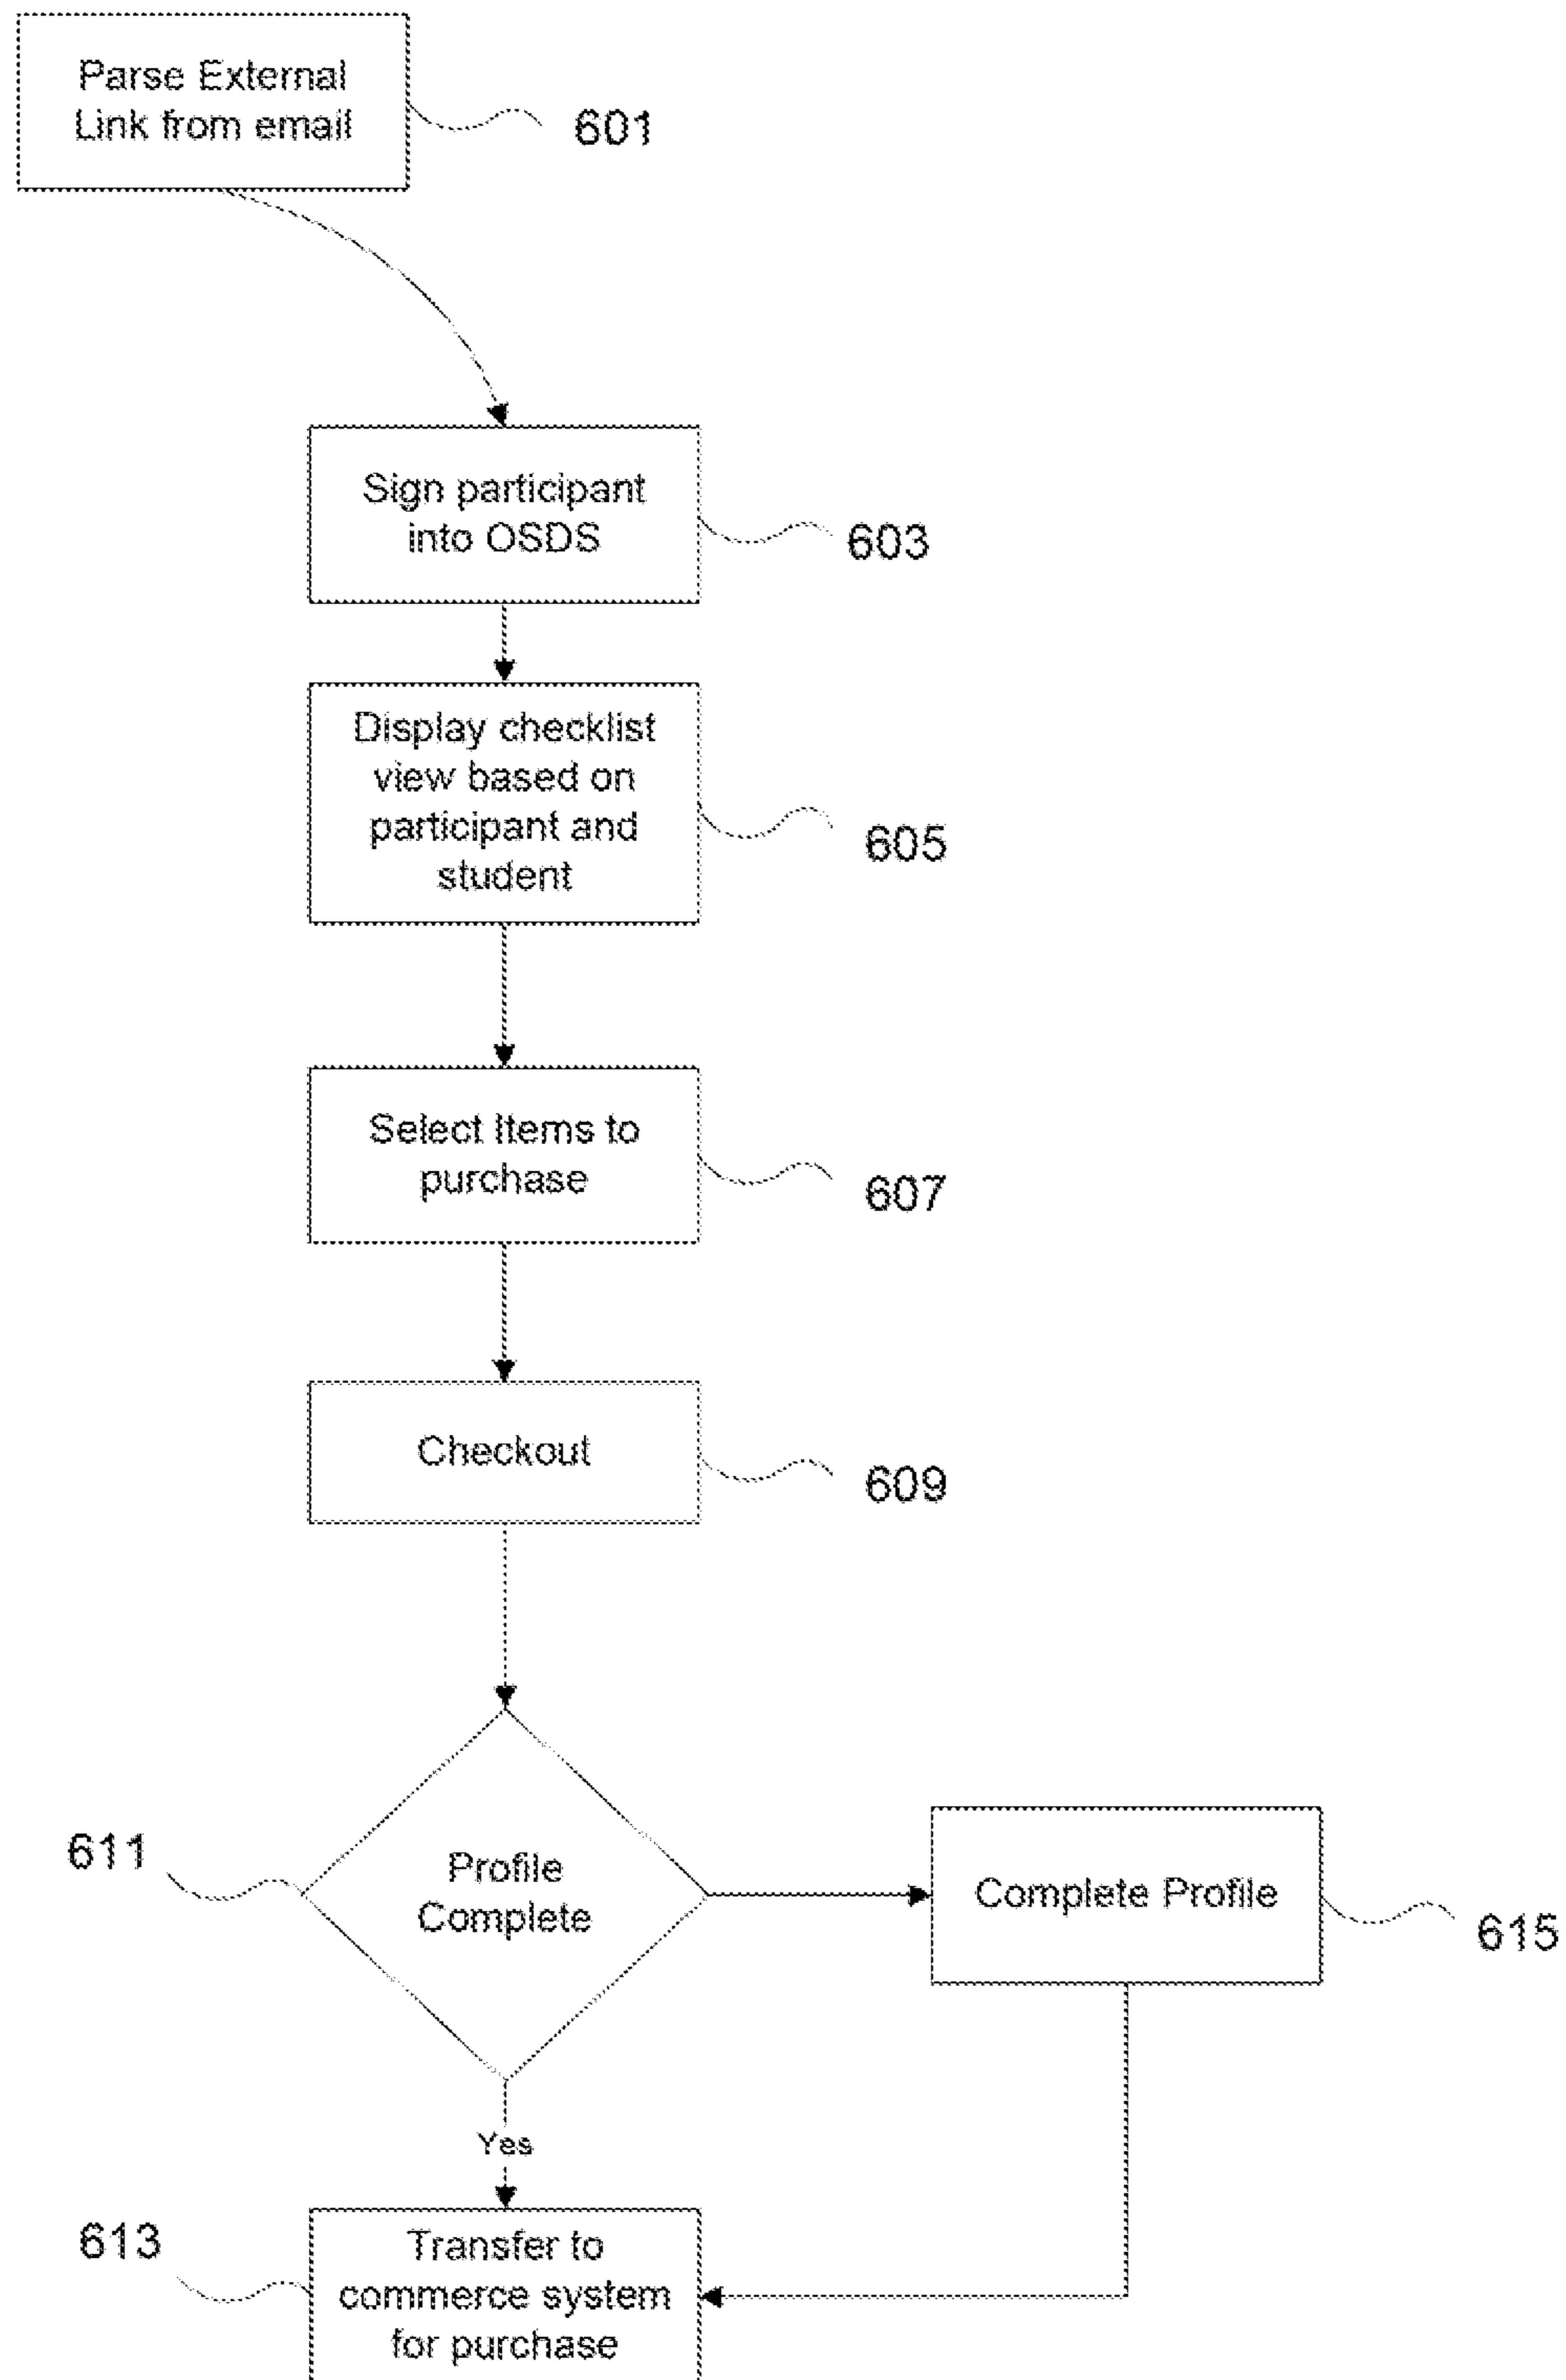 Parse External
Link from email
601
Sign participant
into OSDS
603
Display checklist
view based on
participant and
student
605
Select Items to
purchase
607
Checkout
609
611
Profile
Complete
Complete Profile
615
Yes
613
Transfer to
commerce system
for purchase